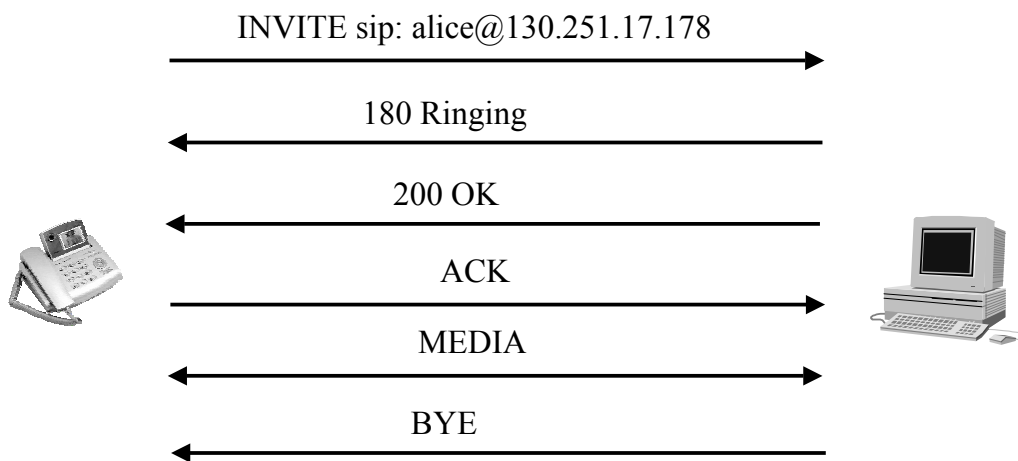 INVITE sip: alice@130.251.17.178
180 Ringing
200 OK
ACK
MEDIA
BYE